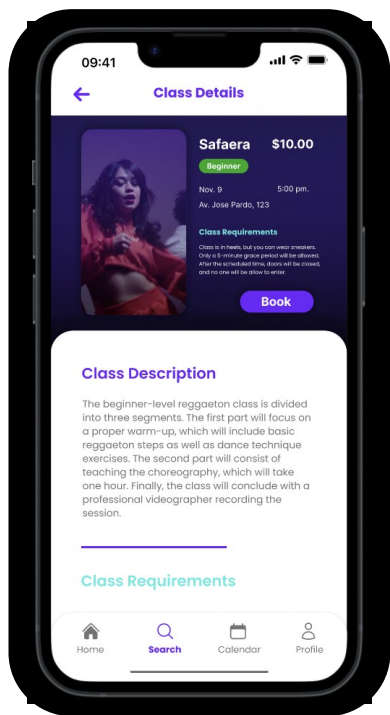 09:41
Class Details
Safaera $10.00
Beginner
Nov. 9 5:00 pm.
Av. Jose Pardo, 123
Class Requirements
Class is in heels, but you can wear sneakers.
Only a 5-minute grace period will be allowed.
After the scheduled time, doors will be closed,
and no one will be allow to enter.
Book
Class Description
The beginner-level reggaeton class is divided
into three segments. The first part will focus on
a proper warm-up, which will include basic
reggaeton steps as well as dance technique
exercises. The second part will consist of
teaching the choreography, which will take
one hour. Finally, the class will conclude with a
professional videographer recording the
session.
Class Requirements
Home Search Calendar Profile